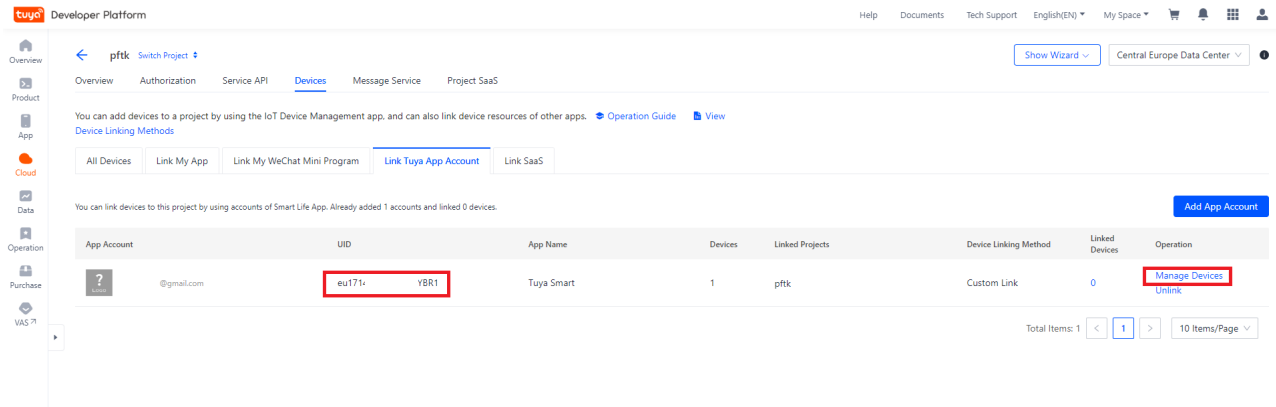 tuya Developer Platform
Help Documents Tech Support English(EN) My Space
Overview
Product
App
Cloud
Data
Operation
Purchase
VAS
pftk Switch Project
Show Wizard
Central Europe Data Center
Overview Authorization Service API Devices Message Service Project SaaS
You can add devices to a project by using the IoT Device Management app, and can also link device resources of other apps. Operation Guide View
Device Linking Methods
All Devices Link My App Link My WeChat Mini Program Link Tuya App Account Link SaaS
You can link devices to this project by using accounts of Smart Life App. Already added 1 accounts and linked 0 devices.
Add App Account
App Account UID App Name Devices Linked Projects Device Linking Method Linked Devices Operation
? @gmail.com eu171 YBR1 Tuya Smart 1 pftk Custom Link 0 Manage Devices
Unlink
Total Items: 1 < 1 > 10 Items/Page